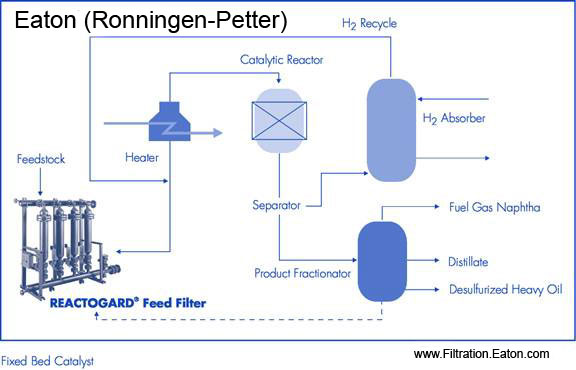 Eaton (Ronningen-Petter)
H2 Recycle
Catalytic Reactor
H2 Absorber
Heater
Feedstock
Separator
Fuel Gas Naphtha
Product Fractionator
Distillate
Desulfurized Heavy Oil
REACTOGARD® Feed Filter
Fixed Bed Catalyst
www.Filtration.Eaton.com